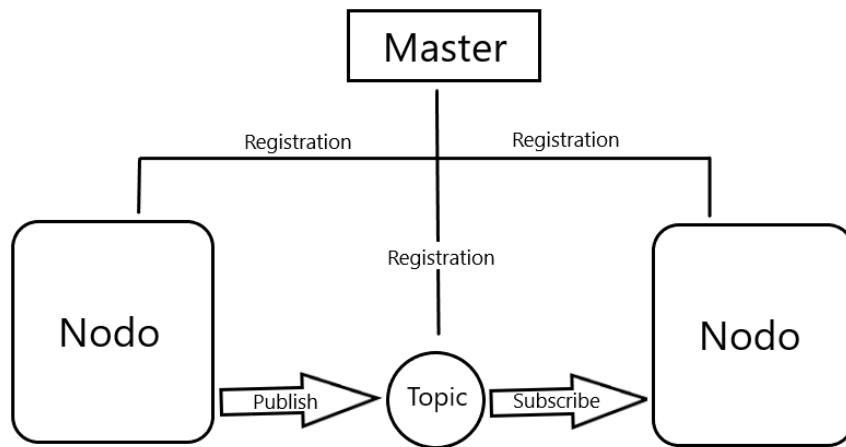 Master
Registration
Registration
Registration
Nodo
Nodo
Publish
Topic
Subscribe